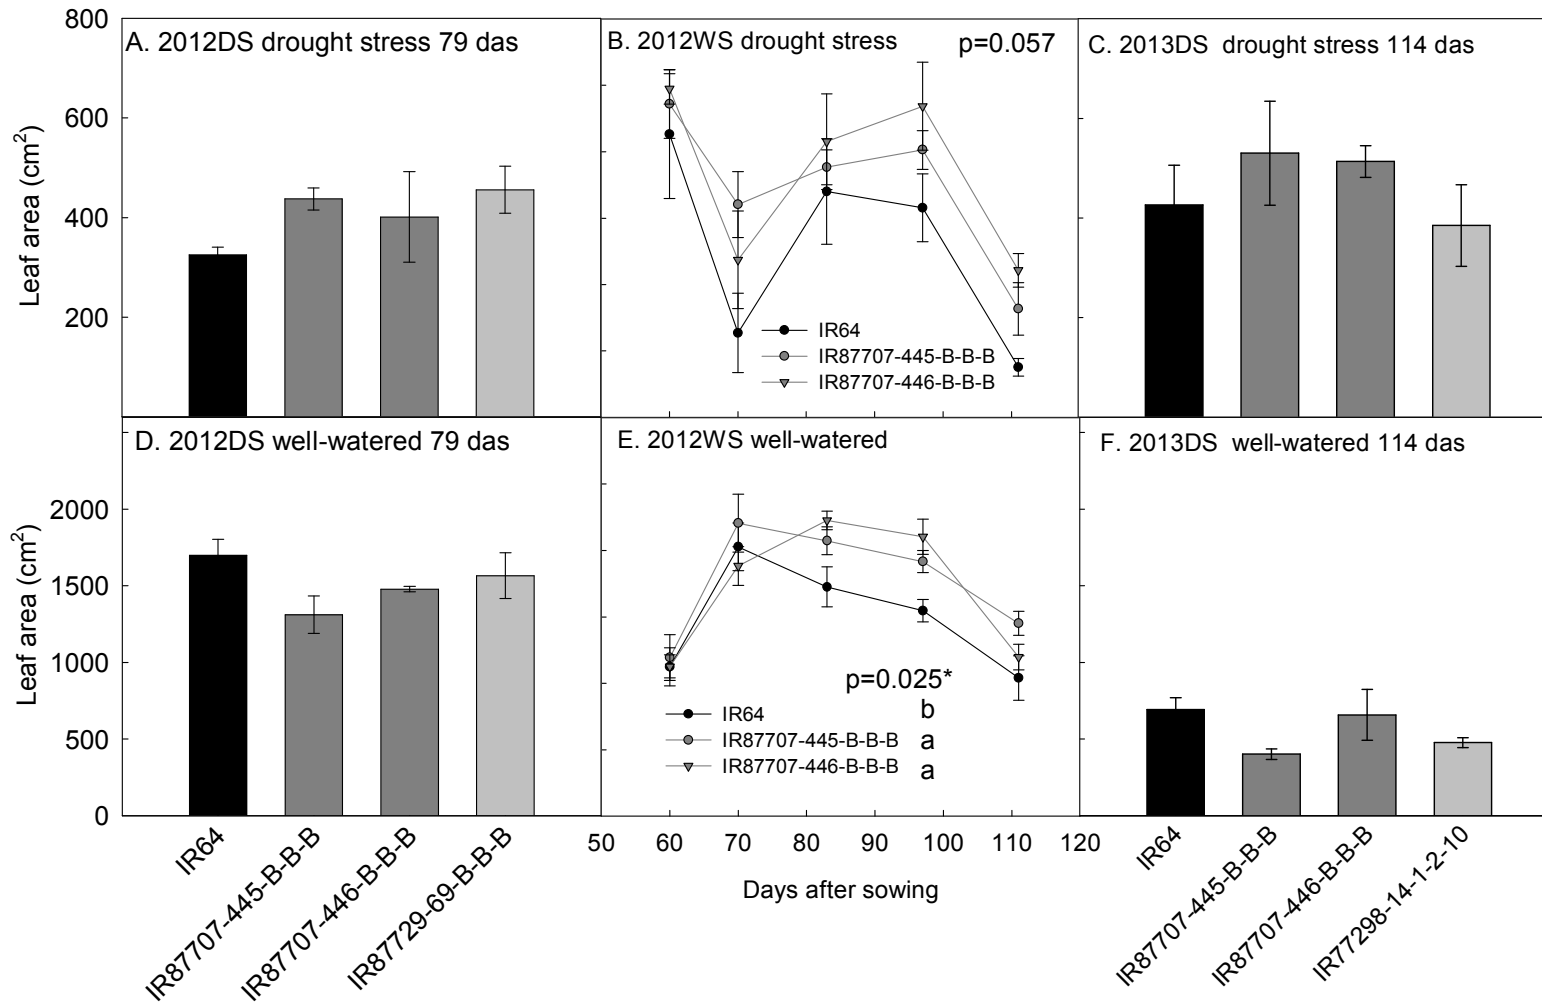 800
600
400
200
Leaf area (cm2)
A. 2012DS drought stress 79 das
B. 2012WS drought stress
p=0.057
IR64
IR87707-445-B-B-B
IR87707-446-B-B-B
C. 2013DS drought stress 114 das
2000
1500
1000
500
0
Leaf area (cm2)
D. 2012DS well-watered 79 das
E. 2012WS well-watered
p=0.025*
IR64 b
IR87707-445-B-B-B a
IR87707-446-B-B-B a
F. 2013DS well-watered 114 das
IR64
IR87707-445-B-B-B
IR87707-446-B-B-B
IR87729-69-B-B-B
50 60 70 80 90 100 110 120
Days after sowing
IR64
IR87707-445-B-B-B
IR87707-446-B-B-B
IR77298-14-1-2-10